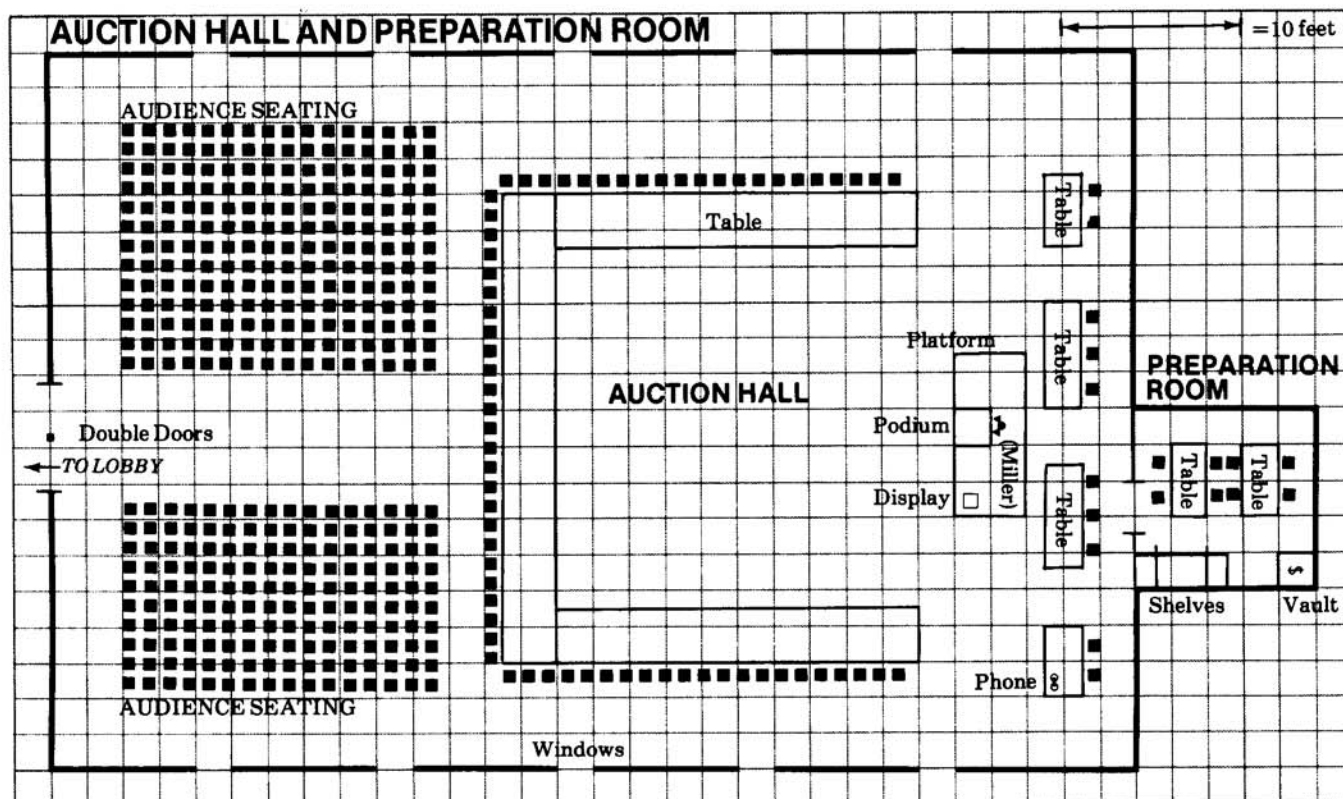 AUCTION HALL AND PREPARATION ROOM
=10 feet
AUDIENCE SEATING
Table
Table
Platform
Table
PREPARATION
ROOM
AUCTION HALL
Podium
(Miller)
Double Doors
TO LOBBY
Table
Table
Table
Display
$
Shelves
Vault
Phone
AUDIENCE SEATING
Windows